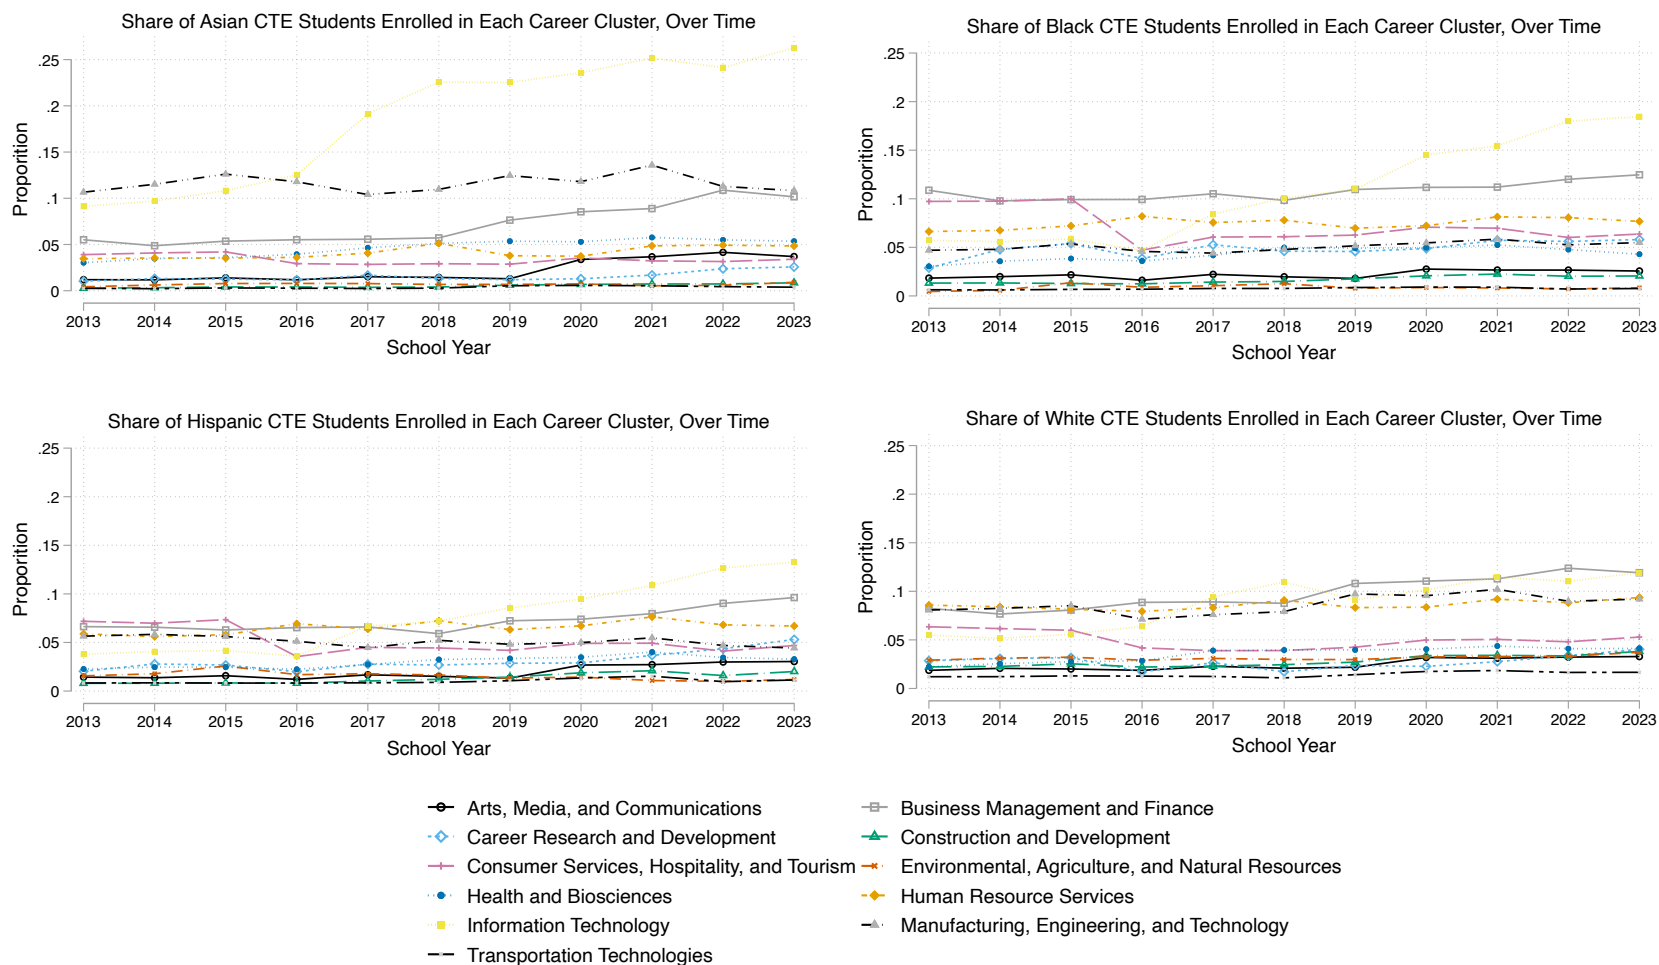 Share of Asian CTE Students Enrolled in Each Career Cluster, Over Time
.25
.2
.15
.1
.05
0
Proporition
2013 2014 2015 2016 2017 2018 2019 2020 2021 2022 2023
School Year
Share of Black CTE Students Enrolled in Each Career Cluster, Over Time
.25
.2
.15
.1
.05
0
Proporition
2013 2014 2015 2016 2017 2018 2019 2020 2021 2022 2023
School Year
Share of Hispanic CTE Students Enrolled in Each Career Cluster, Over Time
.25
.2
.15
.1
.05
0
Proporition
2013 2014 2015 2016 2017 2018 2019 2020 2021 2022 2023
School Year
Share of White CTE Students Enrolled in Each Career Cluster, Over Time
.25
.2
.15
.1
.05
0
Proporition
2013 2014 2015 2016 2017 2018 2019 2020 2021 2022 2023
School Year
Arts, Media, and Communications
Business Management and Finance
Career Research and Development
Construction and Development
Consumer Services, Hospitality, and Tourism
Environmental, Agriculture, and Natural Resources
Health and Biosciences
Human Resource Services
Information Technology
Manufacturing, Engineering, and Technology
Transportation Technologies